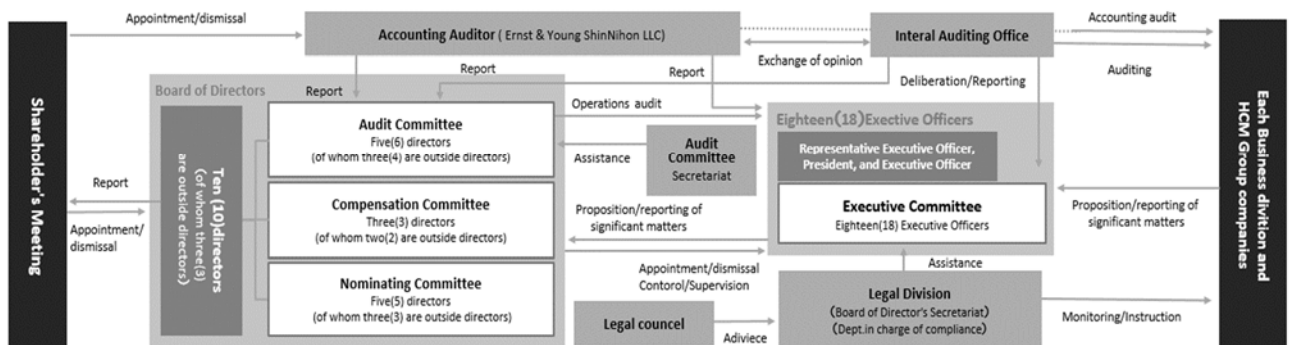 Shareholder's Meeting
Appointment/dismissal
Accounting Auditor ( Ernst & Young ShinNihon LLC)
Exchange of opinion
Interal Auditing Office
Accounting audit
Auditing
Each Business divition and
HCM Group companies
Report
Report
Report
Deliberation/Reporting
Board of Directors
Ten (10)directors
(of whom three(3)
are outside directors)
Report
Appointment/
dismissal
Audit Committee
Five(6) directors
(of whom three(4) are outside directors)
Compensation Committee
Three(3) directors
(of whom two(2) are outside directors)
Nominating Committee
Five(5) directors
(of whom three(3) are outside directors)
Operations audit
Assistance
Audit
Committee
Secretariat
Eighteen(18)Exective Officers
Representative Executive Officer,
President, and Executive Officer
Executive Committee
Eighteen(18) Executive Officers
Proposition/reporting of
significant matters
Proposition/reporting of
significant matters
Appointment/dismissal
Contorol/Supervision
Assistance
Legal councel
Adiviece
Legal Division
(Board of Director's Secretariat)
(Dept.in charge of compliance)
Monitoring/Instruction